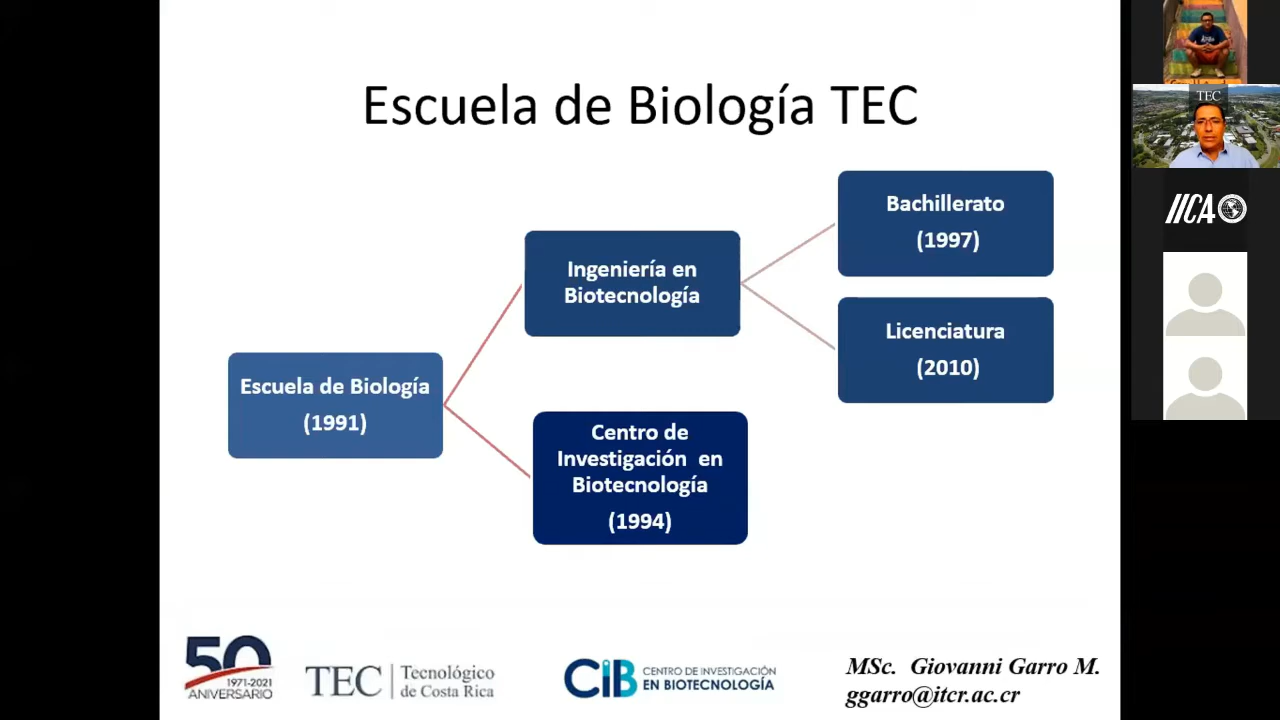 Escuela de Biología TEC
Escuela de Biología
(1991)
Ingeniería en
Biotecnología
Bachillerato
(1997)
Licenciatura
(2010)
Centro de
Investigación en
Biotecnología
(1994)
50
1971-2021
ANIVERSARIO
TEC
Tecnológico
de Costa Rica
CiB
CENTRO DE INVESTIGACIÓN
EN BIOTECNOLOGÍA
MSc. Giovanni Garro M.
ggarro@itcr.ac.cr
TEC
IICA